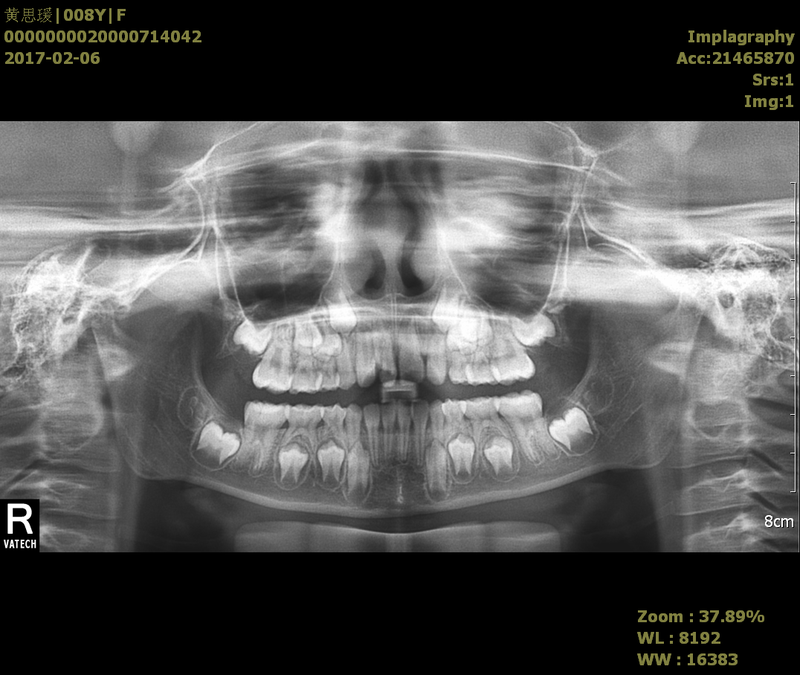 黄思瑗|008Y|F
0000000020000714042
2017-02-06
Implagraphy
Acc:21465870
Srs:1
Img:1
R
VATECH
8cm
Zoom : 37.89%
WL : 8192
WW : 16383